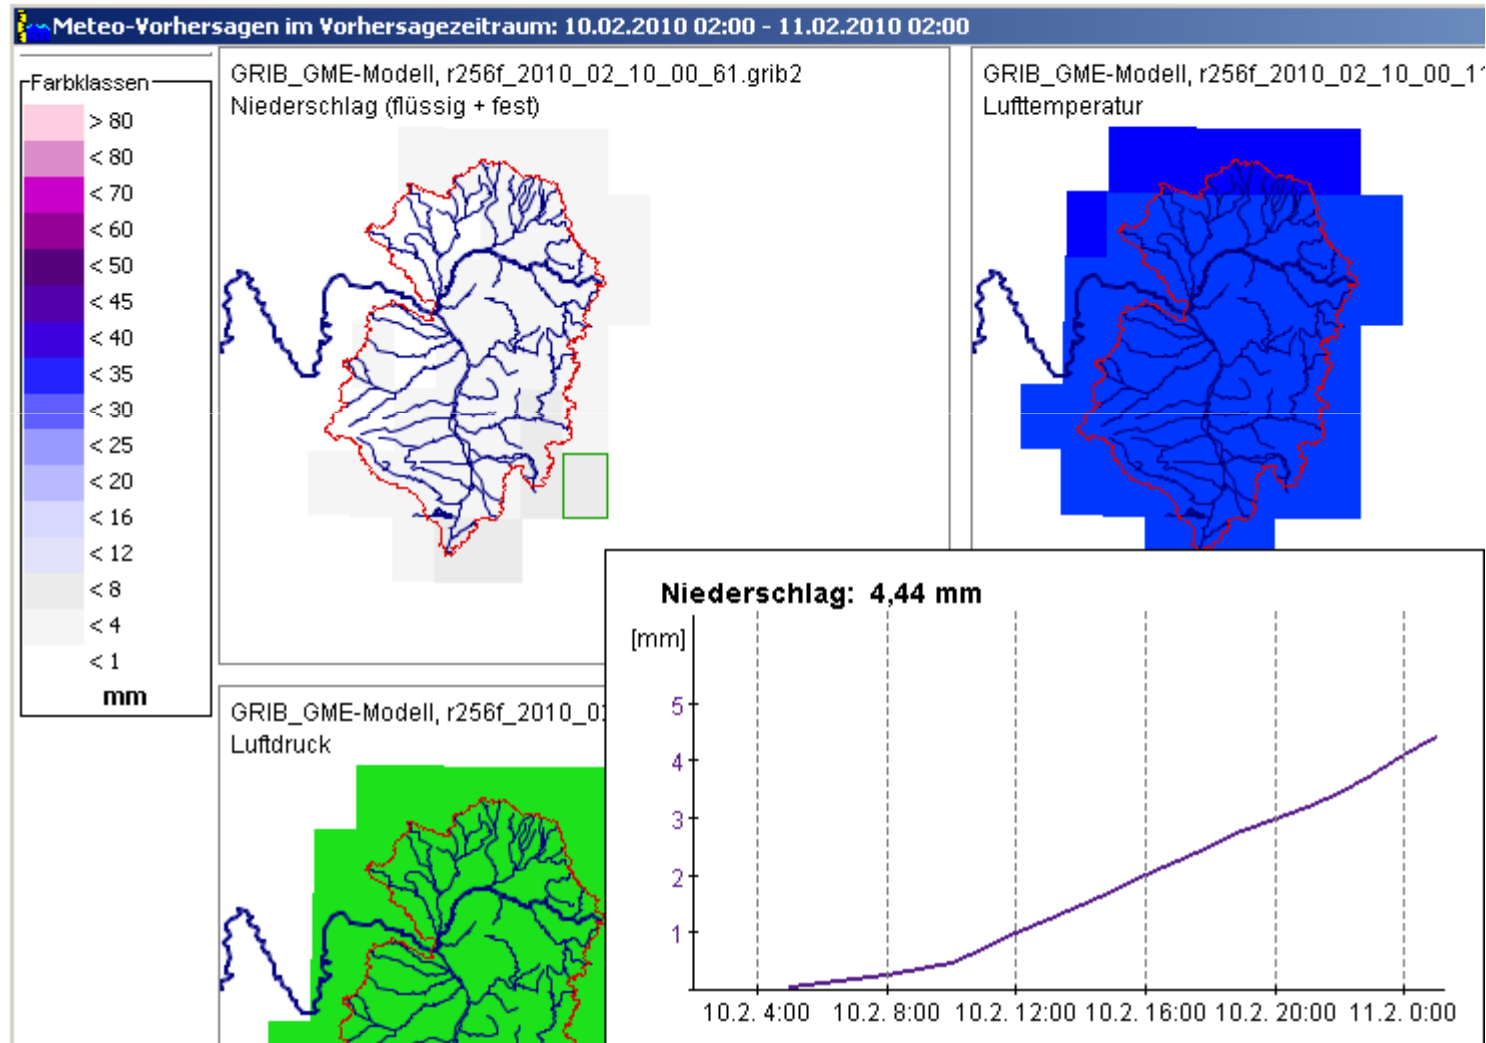 Meteo-Vorhersagen im Vorhersagezeitraum: 10.02.2010 02:00 - 11.02.2010 02:00
Farbklassen
> 80
< 80
< 70
< 60
< 50
< 45
< 40
< 35
< 30
< 25
< 20
< 16
< 12
< 8
< 4
< 1
mm
GRIB_GME-Modell, r256f_2010_02_10_00_61.grib2
Niederschlag (flüssig + fest)
GRIB_GME-Modell, r256f_2010_02_10_00_11
Lufttemperatur
GRIB_GME-Modell, r256f_2010_0
Luftdruck
Niederschlag: 4,44 mm
[mm]
5
4
3
2
1
10.2. 4:00 10.2. 8:00 10.2. 12:00 10.2. 16:00 10.2. 20:00 11.2. 0:00